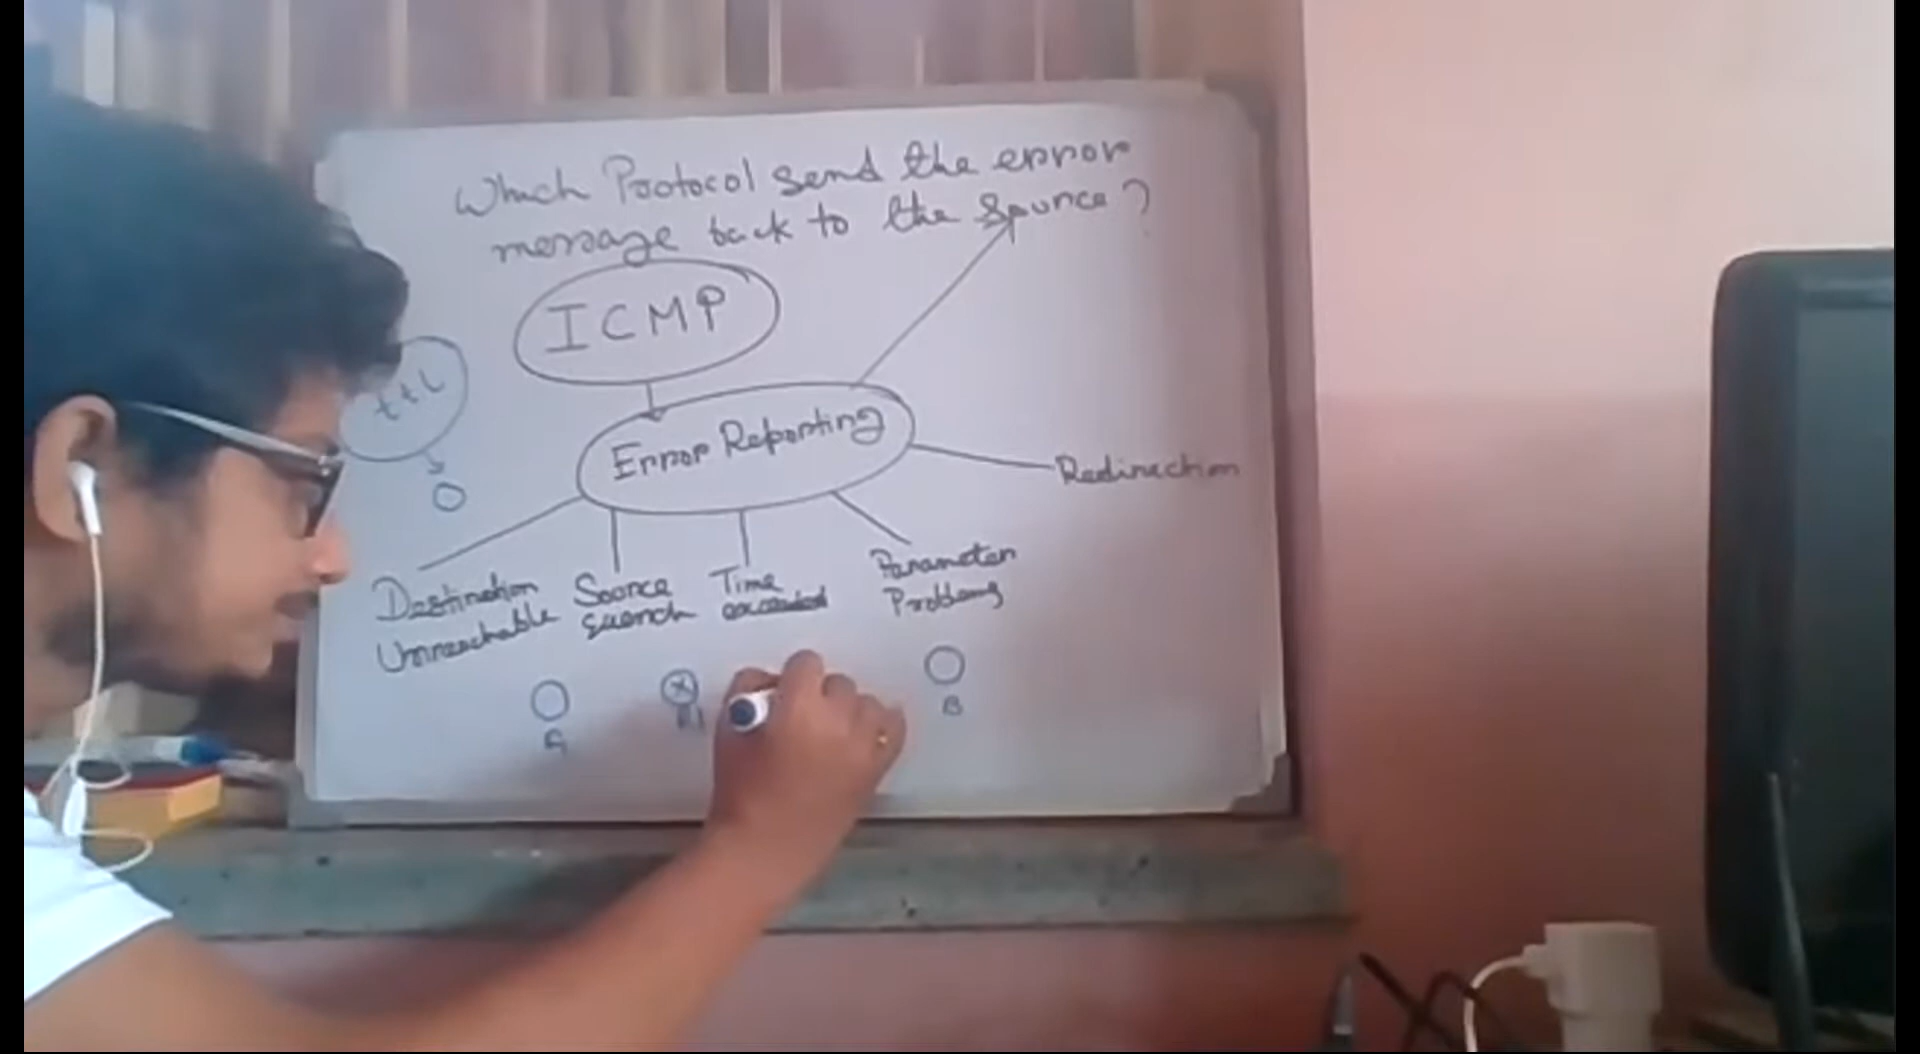 Which Protocol send the error
message back to the source?
ICMP
ttl
Error Reporting
Redirection
Destination
Unreachable
Source
quench
Time
exceeded
Parameter
Problems
A
R1
B